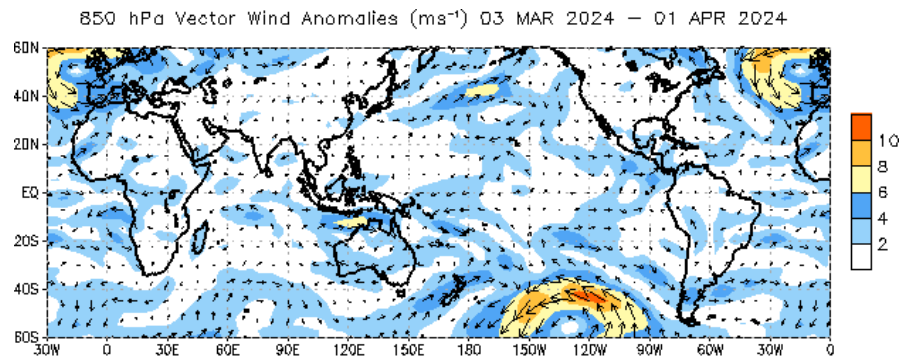 850 hPa Vector Wind Anomalies (ms⁻¹) 03 MAR 2024 – 01 APR 2024
60N
40N
20N
EQ
20S
40S
60S
30W 0 30E 60E 90E 120E 150E 180 150W 120W 90W 60W 30W 0
10
8
6
4
2